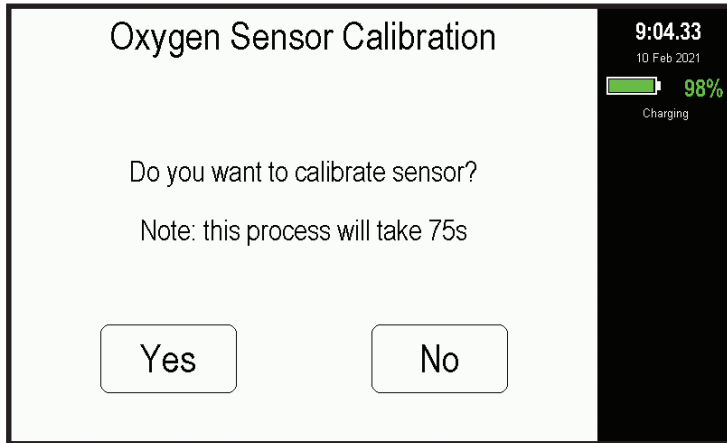 Oxygen Sensor Calibration
Do you want to calibrate sensor?
Note: this process will take 75s
Yes
No
9:04.33
10 Feb 2021
98%
Charging